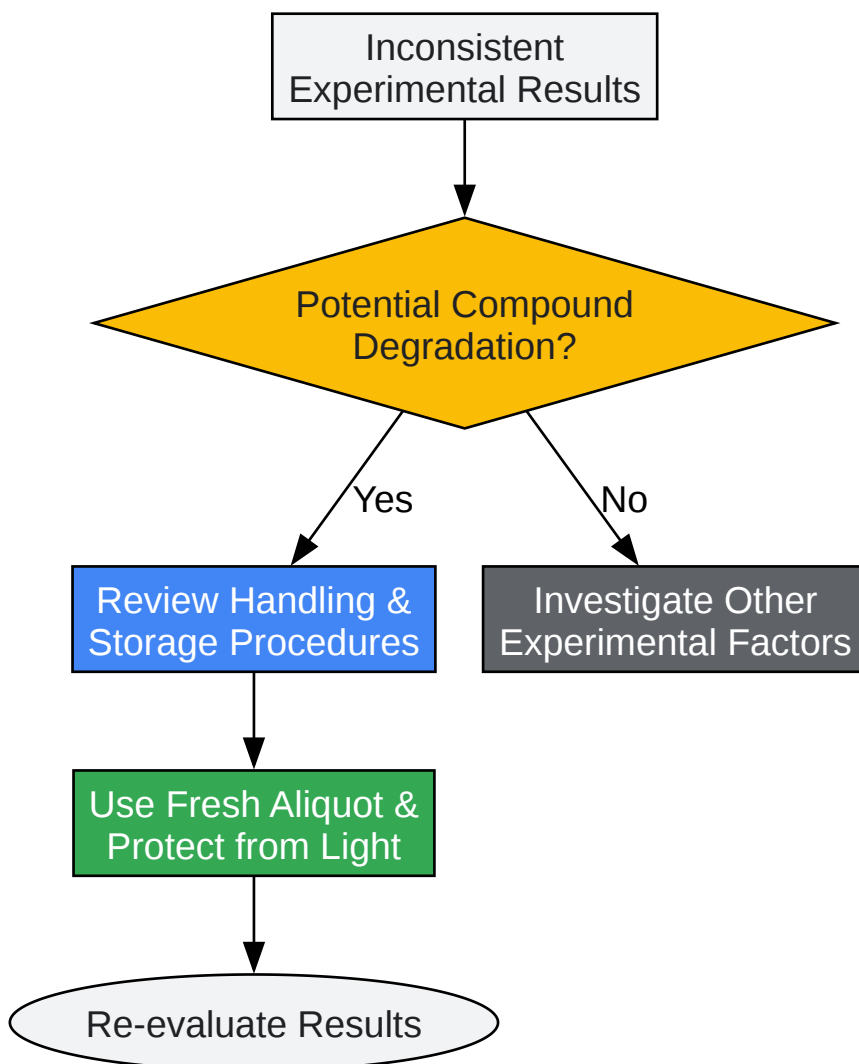 Inconsistent
Experimental Results
Potential Compound
Degradation?
Yes
No
Review Handling &
Storage Procedures
Investigate Other
Experimental Factors
Use Fresh Aliquot &
Protect from Light
Re-evaluate Results